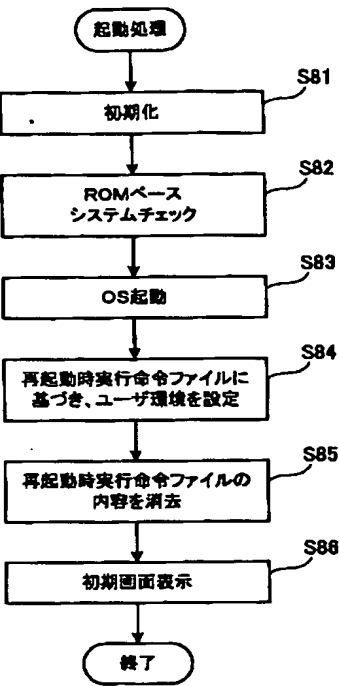 起動処理
S81
初期化
S82
ROMベース
システムチェック
S83
OS起動
S84
再起動時実行命令ファイルに
基づき、ユーザ環境を設定
S85
再起動時実行命令ファイルの
内容を消去
S86
初期画面表示
終了